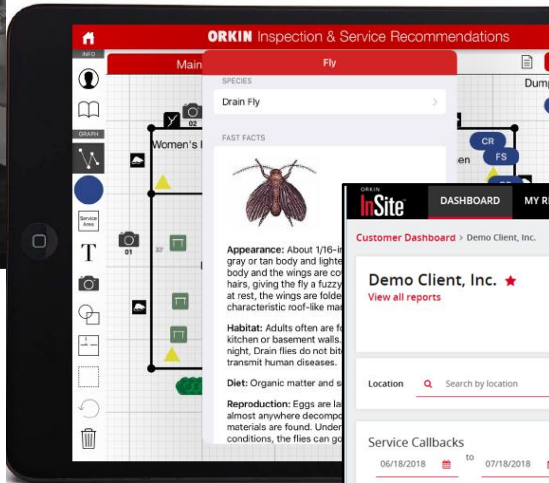 ORKIN Inspection & Service Recommendations
INFO
Main
Fly
SPECIES
Drain Fly
Dum
GRAPH
02
Women's
FAST FACTS
CR
FS
Service
Area
T
01
33'
Appearance: About 1/16-
gray or tan body and lighte
body and the wings are co
hairs, giving the fly a fuzzy
at rest, the wings are folde
characteristic roof-like ma
Habitat: Adults often are f
kitchen or basement walls.
night, Drain flies do not bit
transmit human diseases.
Diet: Organic matter and s
Reproduction: Eggs are la
almost anywhere decompo
materials are found. Under
conditions, the flies can go
ORKIN
InSite
DASHBOARD
MY R
Customer Dashboard > Demo Client, Inc.
Demo Client, Inc.
View all reports
Location
Search by location
Service Callbacks
06/18/2018
to
07/18/2018